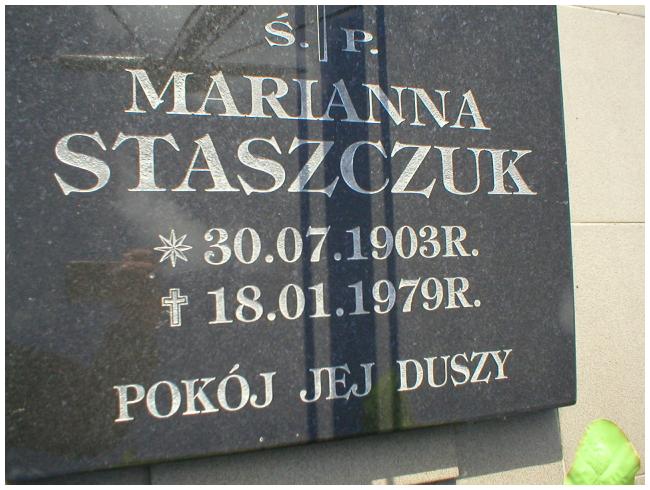 Ś. P.
MARIANNA
STASZCZUK
30.07.1903R.
18.01.1979R.
POKÓJ JEJ DUSZY